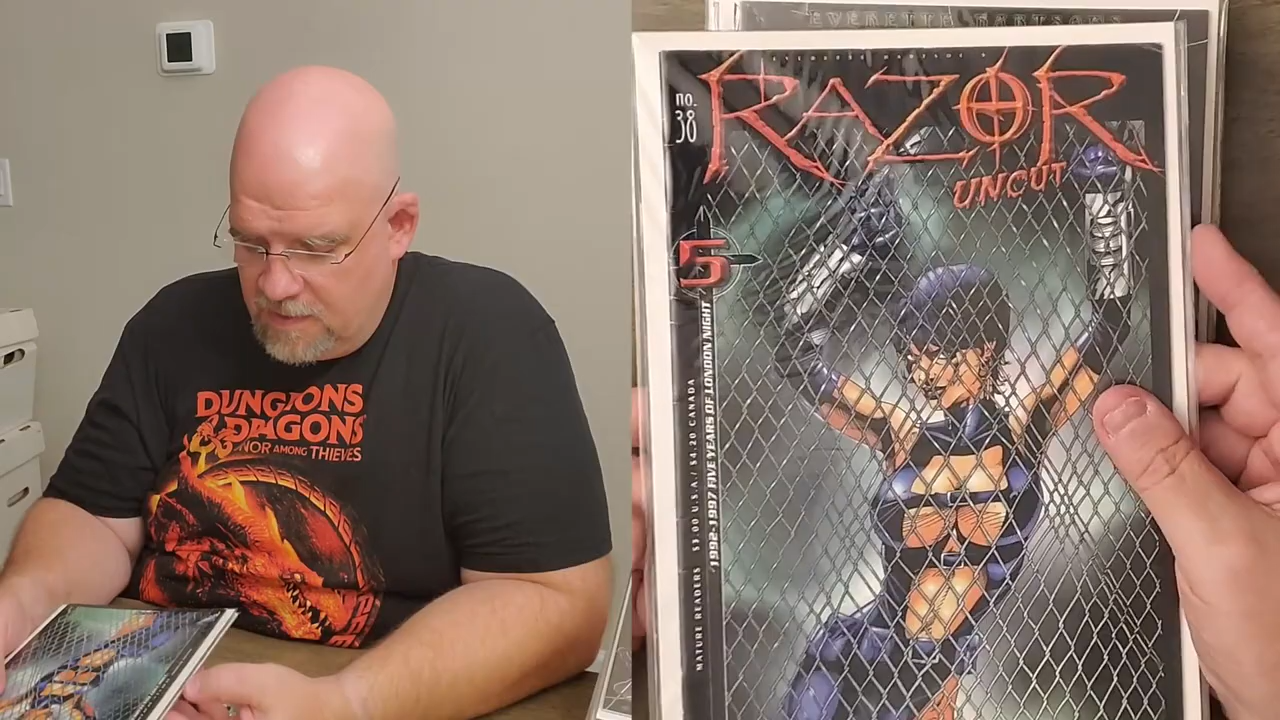 DUNGEONS
& DRAGONS
HONOR AMONG THIEVES
EVERETTE HARTSOE'S
RAZOR
UNCUT
no.
38
5
1992-1997 FIVE YEARS OF LONDON NIGHT
MATURE READERS $3.00 U.S.A./ $4.20 CANADA